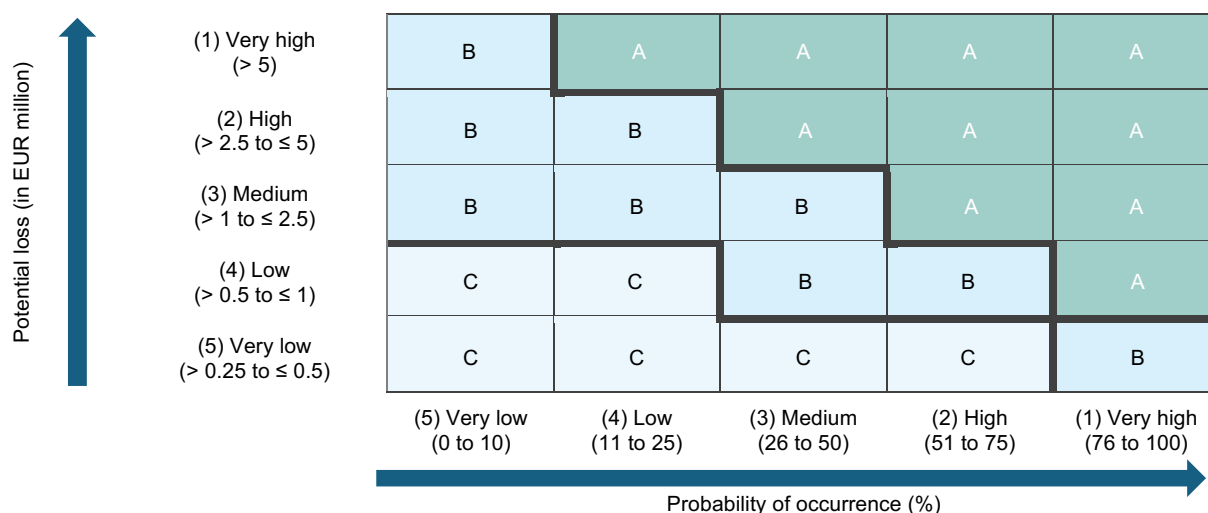 Potential loss (in EUR million)
(1) Very high
(> 5)
B A A A A
(2) High
(> 2.5 to ≤ 5)
B B A A A
(3) Medium
(> 1 to ≤ 2.5)
B B B A A
(4) Low
(> 0.5 to ≤ 1)
C C B B A
(5) Very low
(> 0.25 to ≤ 0.5)
C C C C B
(5) Very low (4) Low (3) Medium (2) High (1) Very high
(0 to 10) (11 to 25) (26 to 50) (51 to 75) (76 to 100)
Probability of occurrence (%)